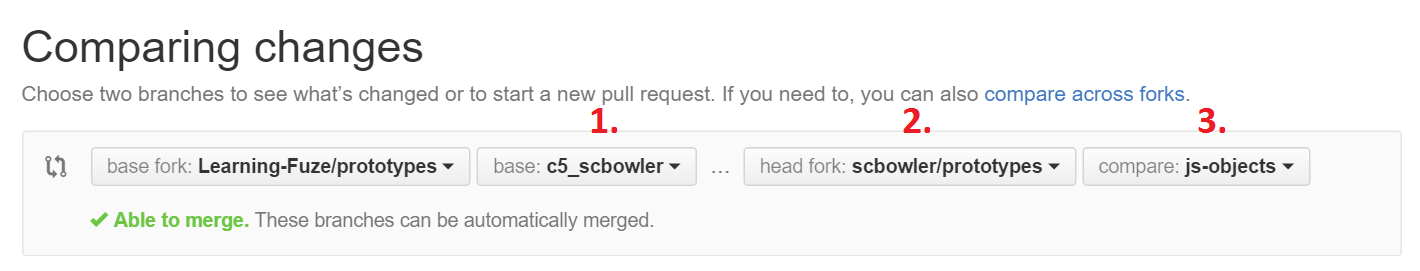 Comparing changes
Choose two branches to see what’s changed or to start a new pull request. If you need to, you can also compare across forks.
1. 2. 3.
base fork: Learning-Fuze/prototypes base: c5_scbowler ... head fork: scbowler/prototypes compare: js-objects
Able to merge. These branches can be automatically merged.